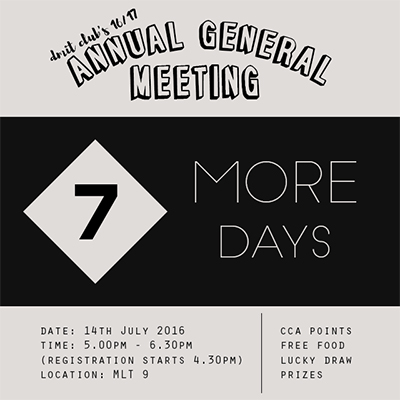 dmit club's 16/17
ANNUAL GENERAL
MEETING
7
MORE
DAYS
DATE: 14TH JULY 2016
TIME: 5.00PM - 6.30PM
(REGISTRATION STARTS 4.30PM)
LOCATION: MLT 9
CCA POINTS
FREE FOOD
LUCKY DRAW
PRIZES